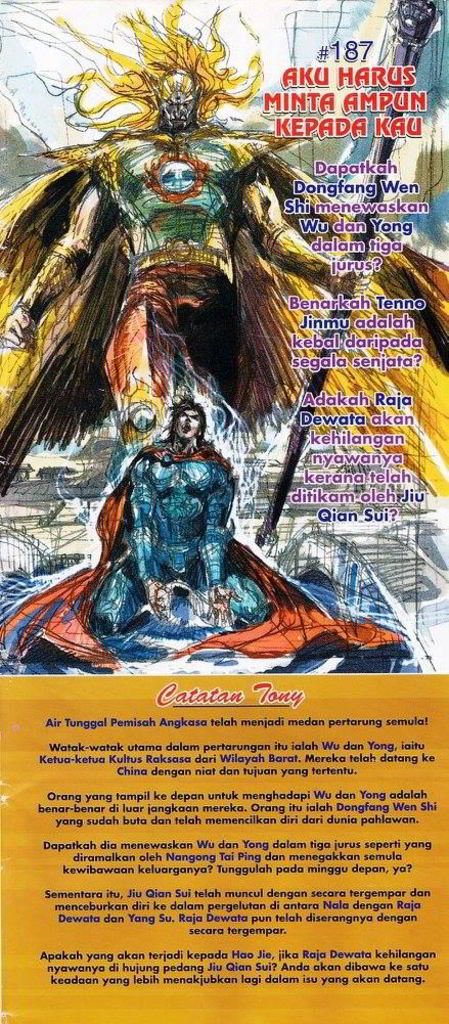 #187
AKU HARUS
MINTA AMPUN
KEPADA KAU
Dapatkah
Dongfang Wen
Shi menewaskan
Wu dan Yong
dalam tiga
jurus?
Benarkah Tenno
Jinmu adalah
kebal daripada
segala senjata?
Adakah Raja
Dewata akan
kehilangan
nyawanya
kerana telah
ditikam oleh Jiu
Qian Sui?
Catatan Tony
Air Tunggal Pemisah Angkasa telah menjadi medan pertarung semula!
Watak-watak utama dalam pertarungan itu ialah Wu dan Yong, iaitu
Ketua-ketua Kultus Raksasa dari Wilayah Barat. Mereka telah datang ke
China dengan niat dan tujuan yang tertentu.
Orang yang tampil ke depan untuk menghadapi Wu dan Yong adalah
benar-benar di luar jangkaan mereka. Orang itu ialah Dongfang Wen Shi
yang sudah buta dan telah memencilkan diri dari dunia pahlawan.
Dapatkah dia menewaskan Wu dan Yong dalam tiga jurus seperti yang
diramalkan oleh Nangong Tai Ping dan menegakkan semula
kewibawaan keluarganya? Tunggulah pada minggu depan, ya?
Sementara itu, Jiu Qian Sui telah muncul dengan secara tergempar dan
menceburkan diri ke dalam pergelutan di antara Nala dengan Raja
Dewata dan Yang Su. Raja Dewata pun telah diserangnya dengan
secara tergempar.
Apakah yang akan terjadi kepada Hao Jie, jika Raja Dewata kehilangan
nyawanya di hujung pedang Jiu Qian Sui? Anda akan dibawa ke satu
keadaan yang lebih menakjubkan lagi dalam isu yang akan datang.